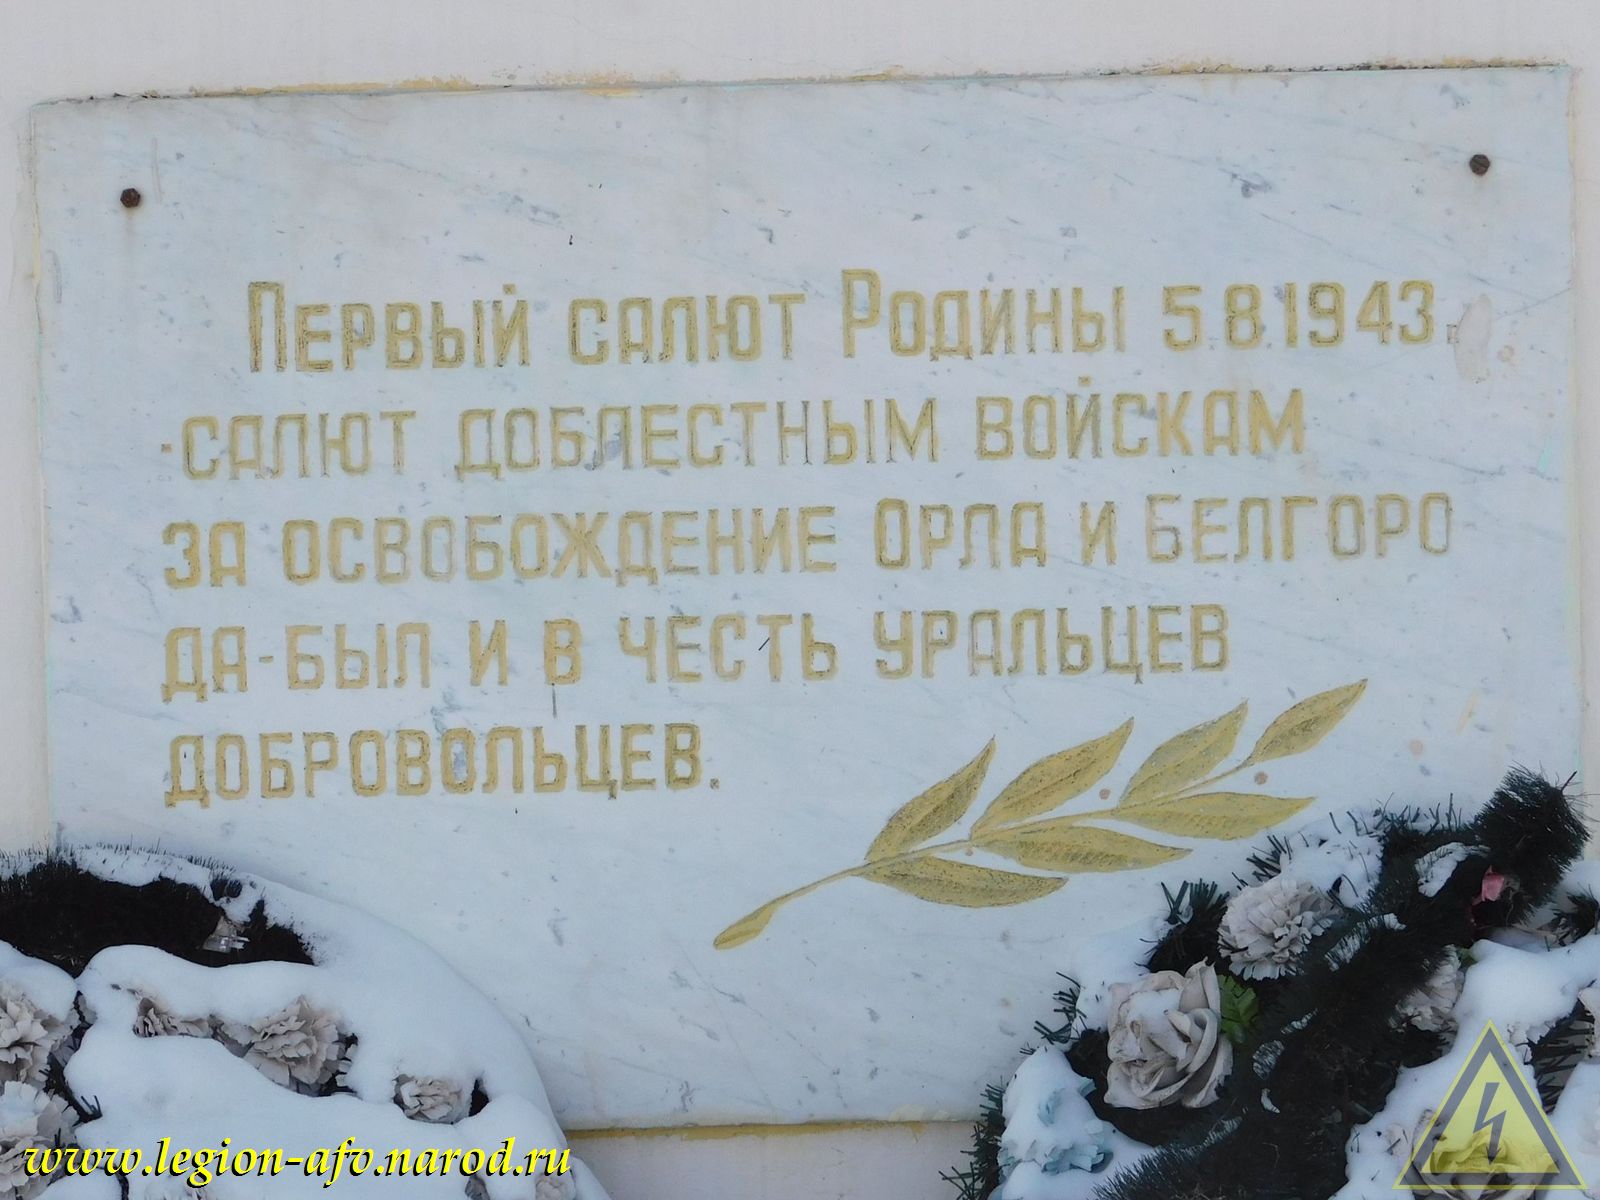 Первый салют Родины 5.8.1943.
-салют доблестным войскам
за освобождение Орла и Белгоро
да-был и в честь уральцев
добровольцев.
www.legion-afv.narod.ru